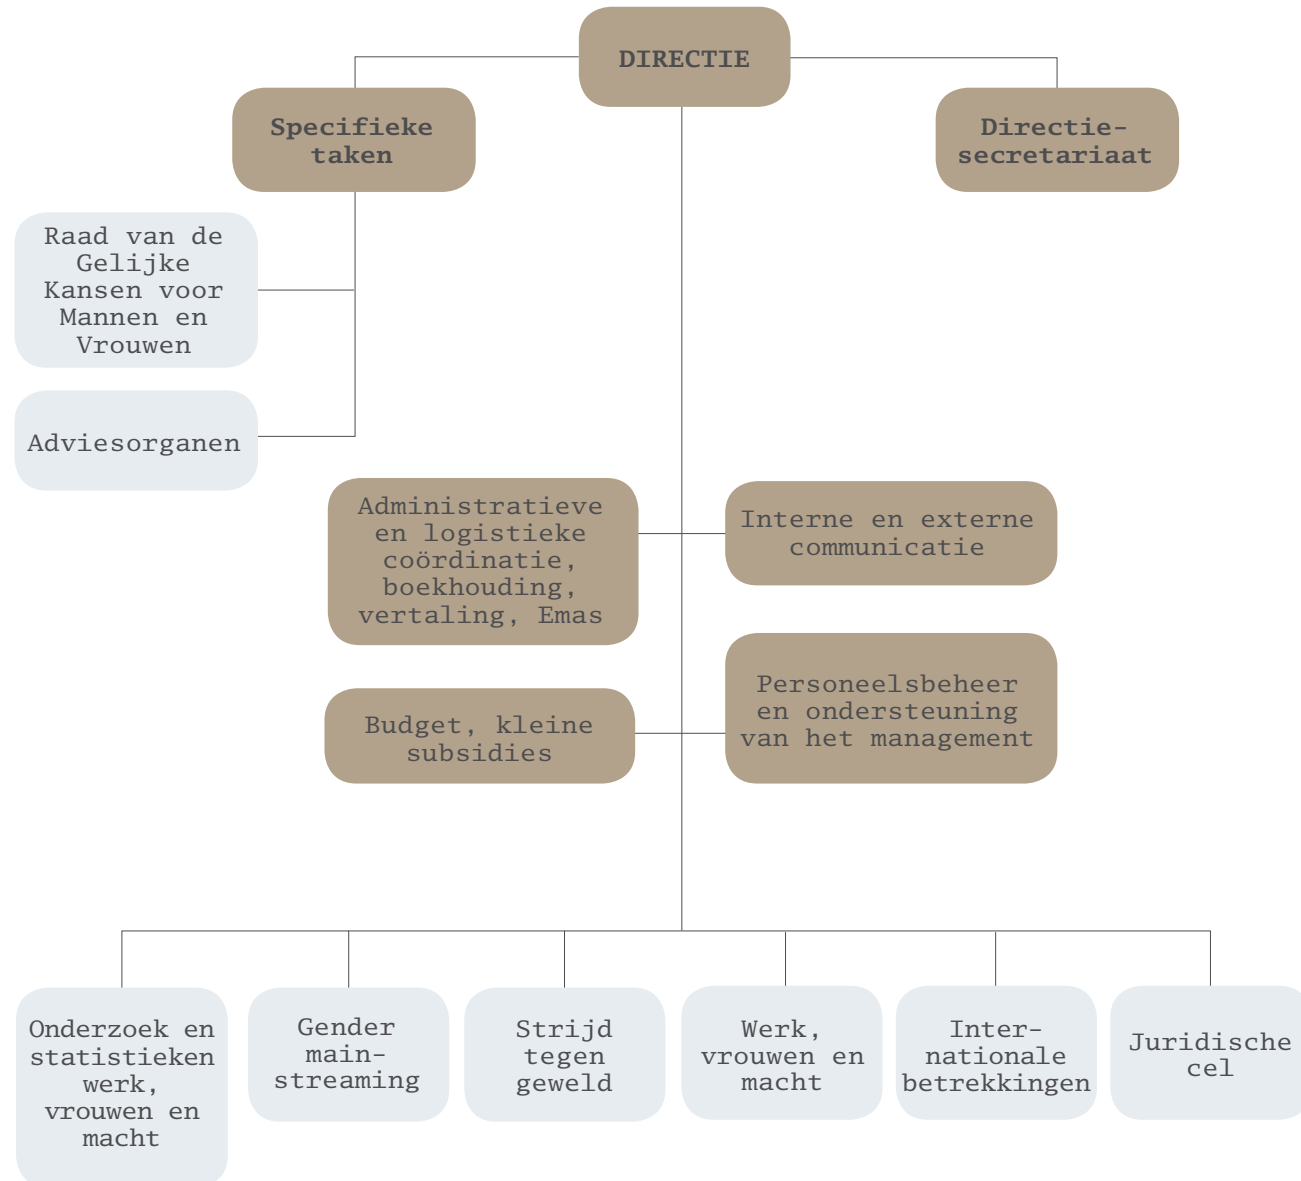 DIRECTIE
Specifieke
taken
Directie-
secretariaat
Raad van de
Gelijke
Kansen voor
Mannen en
Vrouwen
Adviesorganen
Administratieve
en logistieke
coördinatie,
boekhouding,
vertaling, Emas
Interne en externe
communicatie
Budget, kleine
subsidies
Personeelsbeheer
en ondersteuning
van het management
Onderzoek en
statistieken
werk,
vrouwen en
macht
Gender
main-
streaming
Strijd
tegen
geweld
Werk,
vrouwen en
macht
Inter-
nationale
betrekkingen
Juridische
cel